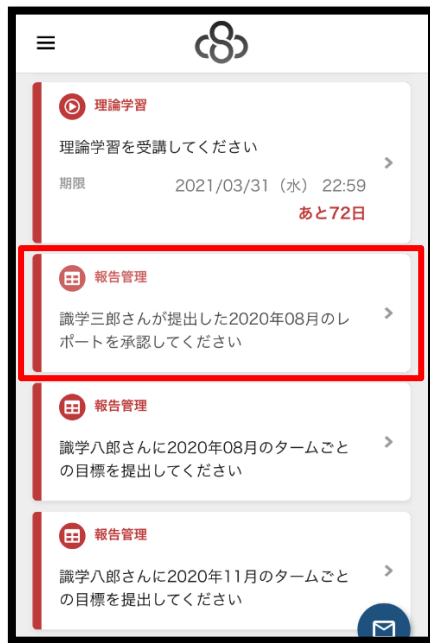 理論学習
理論学習を受講してください
期限 2021/03/31（水） 22:59
あと72日
報告管理
識学三郎さんが提出した2020年08月のレ
ポートを承認してください
報告管理
識学八郎さんに2020年08月のタームごと
の目標を提出してください
報告管理
識学八郎さんに2020年11月のタームごと
の目標を提出してください